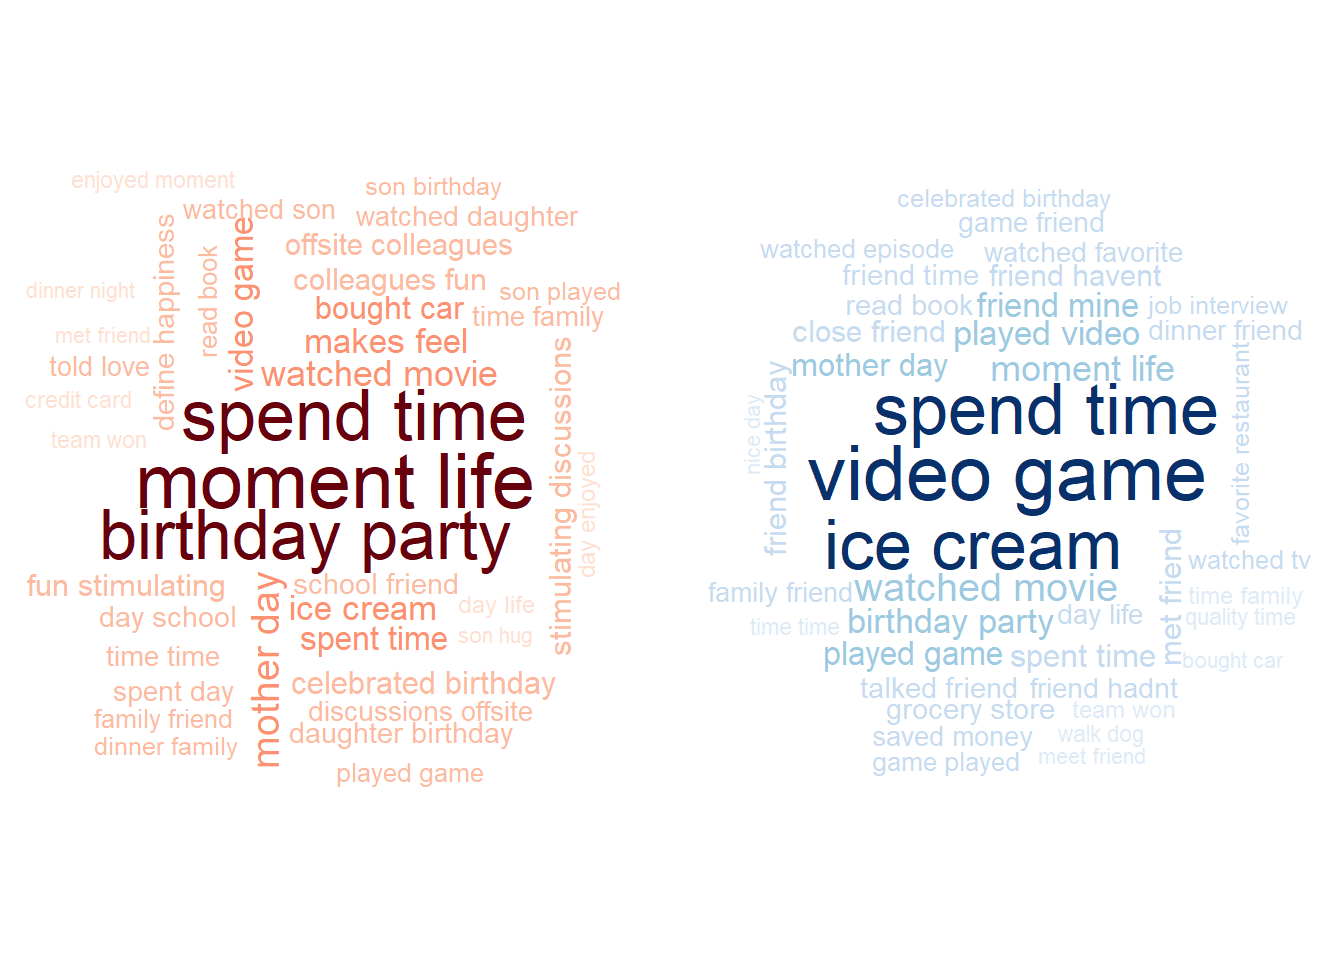 enjoyed moment
son birthday
watched son
watched daughter
offsite colleagues
define happiness
read book
video game
colleagues fun
dinner night
son played
bought car
time family
met friend
makes feel
told love
watched movie
credit card
spend time
team won
moment life
birthday party
stimulating discussions
day enjoyed
fun stimulating
school friend
day school
mother day
ice cream
day life
spent time
son hug
time time
spent day
celebrated birthday
family friend
discussions offsite
dinner family
daughter birthday
played game
celebrated birthday
game friend
watched episode
watched favorite
friend time
friend havent
read book
friend mine
job interview
close friend
played video
dinner friend
mother day
moment life
nice day
friend birthday
spend time
favorite restaurant
video game
ice cream
met friend
watched tv
family friend
watched movie
time family
time time
birthday party
day life
quality time
played game
spent time
bought car
talked friend
friend hadnt
grocery store
team won
saved money
walk dog
game played
meet friend